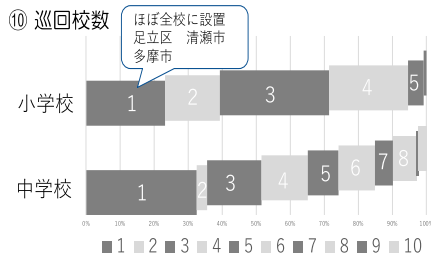 ⑩ 巡回校数
ほぼ全校に設置
足立区　清瀬市
多摩市
小学校
1 2 3 4 5
中学校
1 2 3 4 5 6 7 8
0% 10% 20% 30% 40% 50% 60% 70% 80% 90% 100%
1 2 3 4 5 6 7 8 9 10